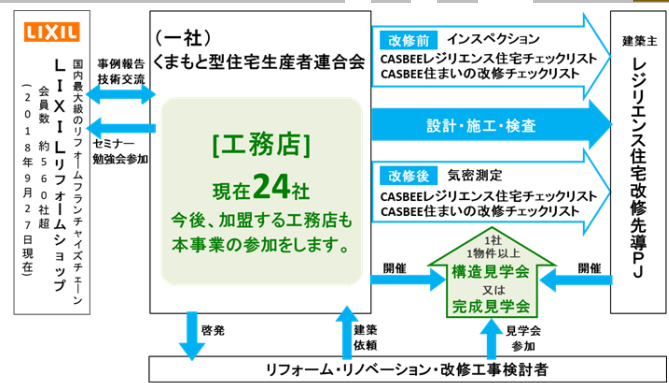 LIXIL
国内最大級のリフォームフランチャイズチェーン
LIXILリフォームショップ
会員数 約560社超
(2018年9月27日現在)
事例報告
技術交流
セミナー
勉強会参加
(一社)
くまもと型住宅生産者連合会
[工務店]
現在24社
今後、加盟する工務店も
本事業の参加をします。
改修前 インスペクション
CASBEEレジリエンス住宅チェックリスト
CASBEE住まいの改修チェックリスト
設計・施工・検査
改修後 気密測定
CASBEEレジリエンス住宅チェックリスト
CASBEE住まいの改修チェックリスト
建築主
レジリエンス住宅改修先導PJ
1社
1物件以上
構造見学会
又は
完成見学会
開催
開催
啓発
建築
依頼
見学会
参加
リフォーム・リノベーション・改修工事検討者